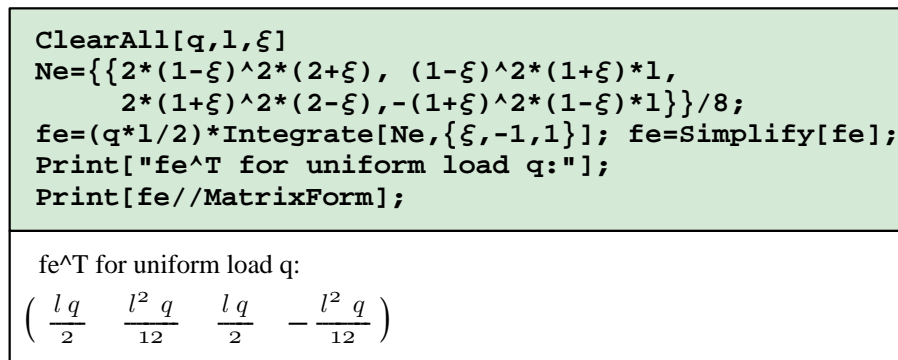 ClearAll[q,l,ξ]
Ne={{2*(1-ξ)^2*(2+ξ), (1-ξ)^2*(1+ξ)*l,
2*(1+ξ)^2*(2-ξ),-(1+ξ)^2*(1-ξ)*l}}/8;
fe=(q*l/2)*Integrate[Ne,{ξ,-1,1}]; fe=Simplify[fe];
Print["fe^T for uniform load q:"];
Print[fe//MatrixForm];
fe^T for uniform load q:
( l q/2 l² q/12 l q/2 − l² q/12 )